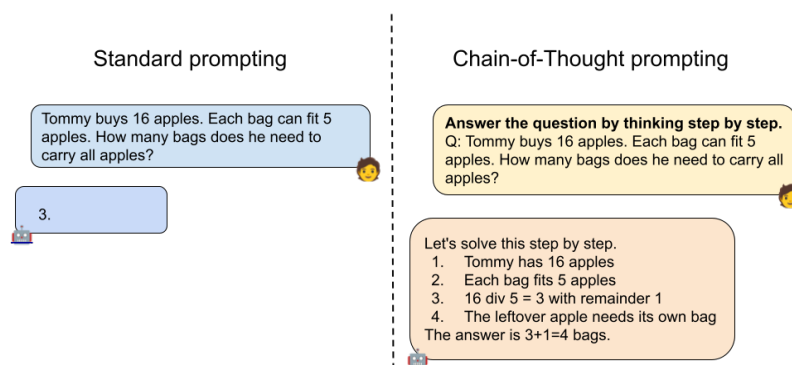 Standard prompting
Tommy buys 16 apples. Each bag can fit 5
apples. How many bags does he need to
carry all apples?
3.
Chain-of-Thought prompting
Answer the question by thinking step by step.
Q: Tommy buys 16 apples. Each bag can fit 5
apples. How many bags does he need to carry all
apples?
Let's solve this step by step.
1. Tommy has 16 apples
2. Each bag fits 5 apples
3. 16 div 5 = 3 with remainder 1
4. The leftover apple needs its own bag
The answer is 3+1=4 bags.